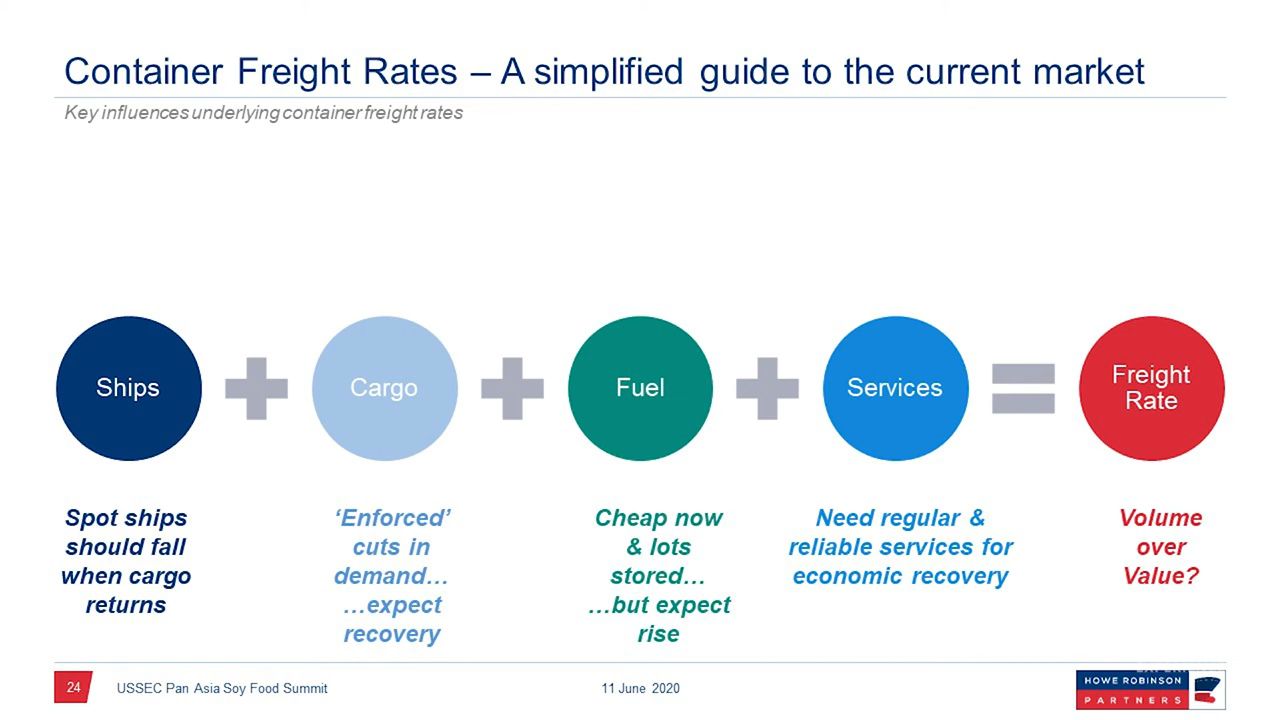 Container Freight Rates – A simplified guide to the current market
Key influences underlying container freight rates
Ships
Cargo
Fuel
Services
Freight
Rate
Spot ships
should fall
when cargo
returns
‘Enforced’
cuts in
demand…
…expect
recovery
Cheap now
& lots
stored…
…but expect
rise
Need regular &
reliable services for
economic recovery
Volume
over
Value?
24
USSEC Pan Asia Soy Food Summit
11 June 2020
HOWE ROBINSON
PARTNERS